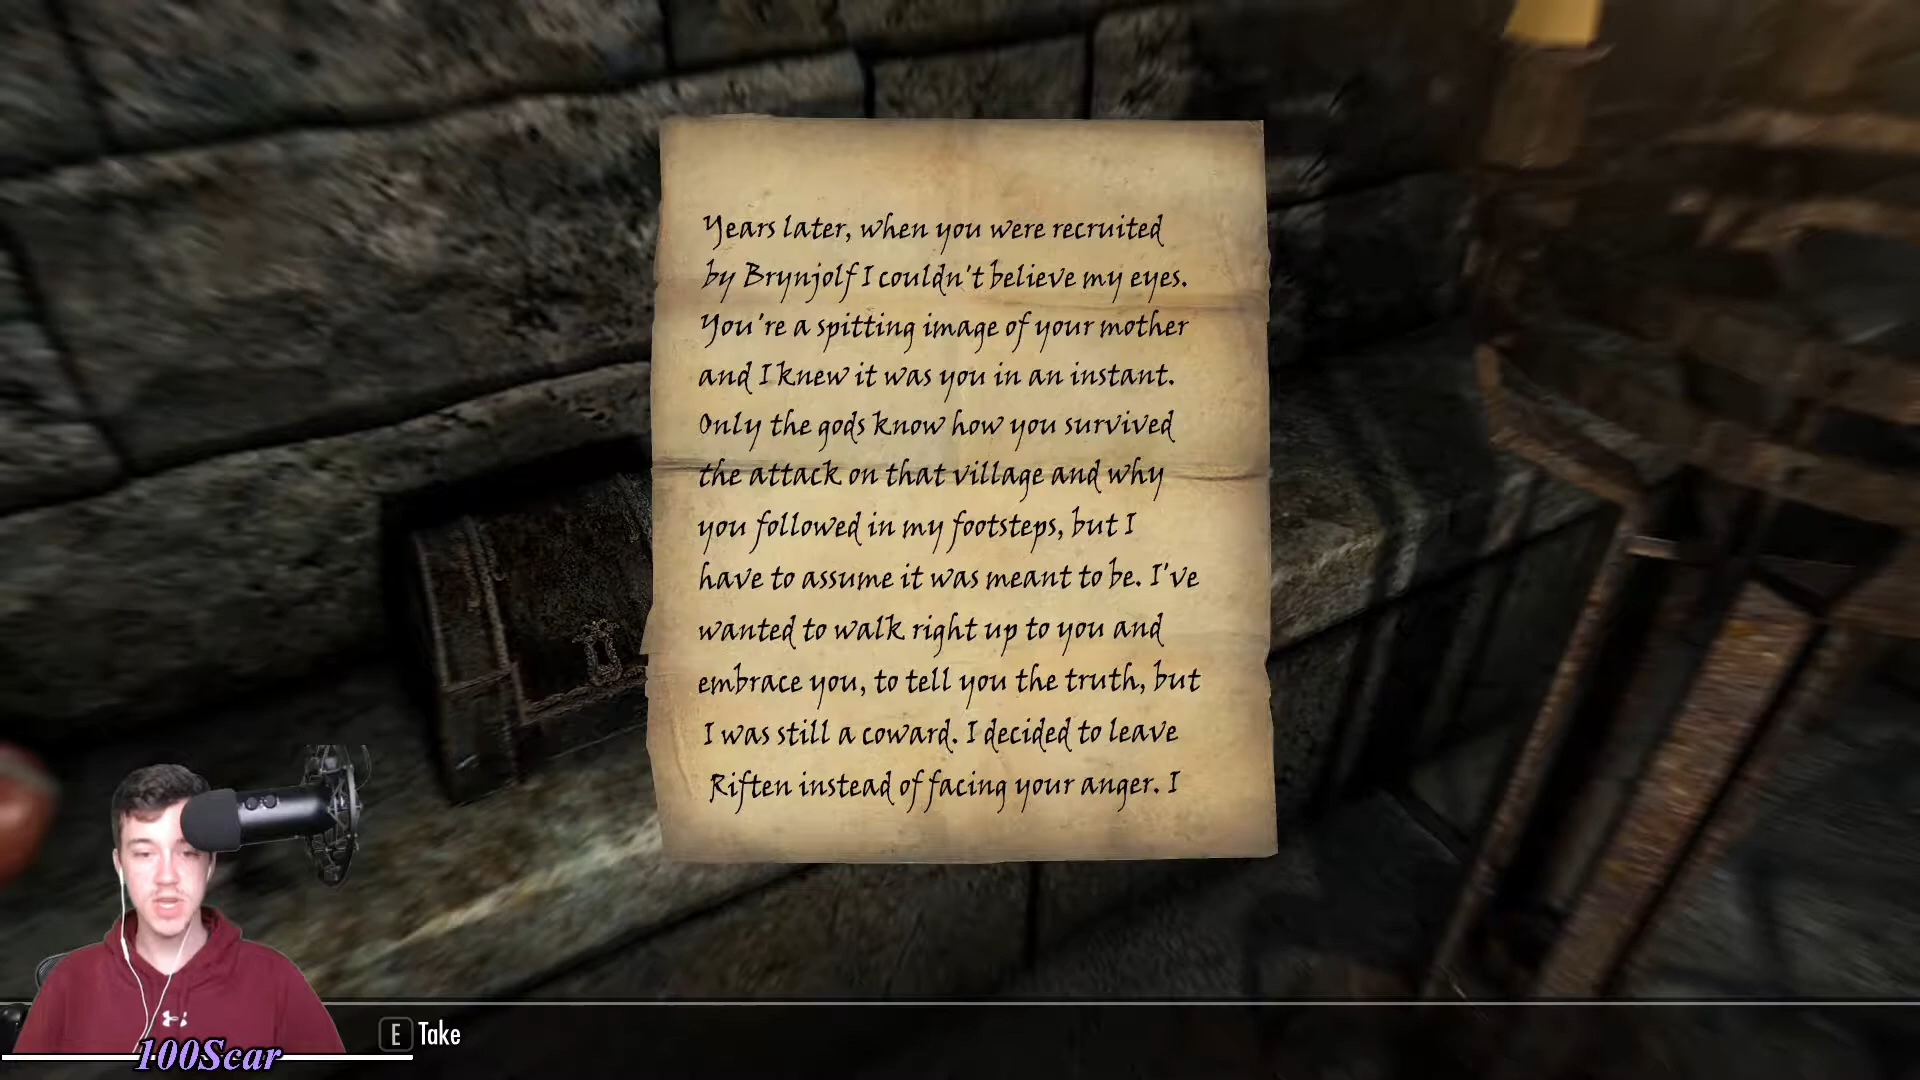 Years later, when you were recruited
by Brynjolf I couldn't believe my eyes.
You're a spitting image of your mother
and I knew it was you in an instant.
Only the gods know how you survived
the attack on that village and why
you followed in my footsteps, but I
have to assume it was meant to be. I've
wanted to walk right up to you and
embrace you, to tell you the truth, but
I was still a coward. I decided to leave
Riften instead of facing your anger. I
E Take
100Scar